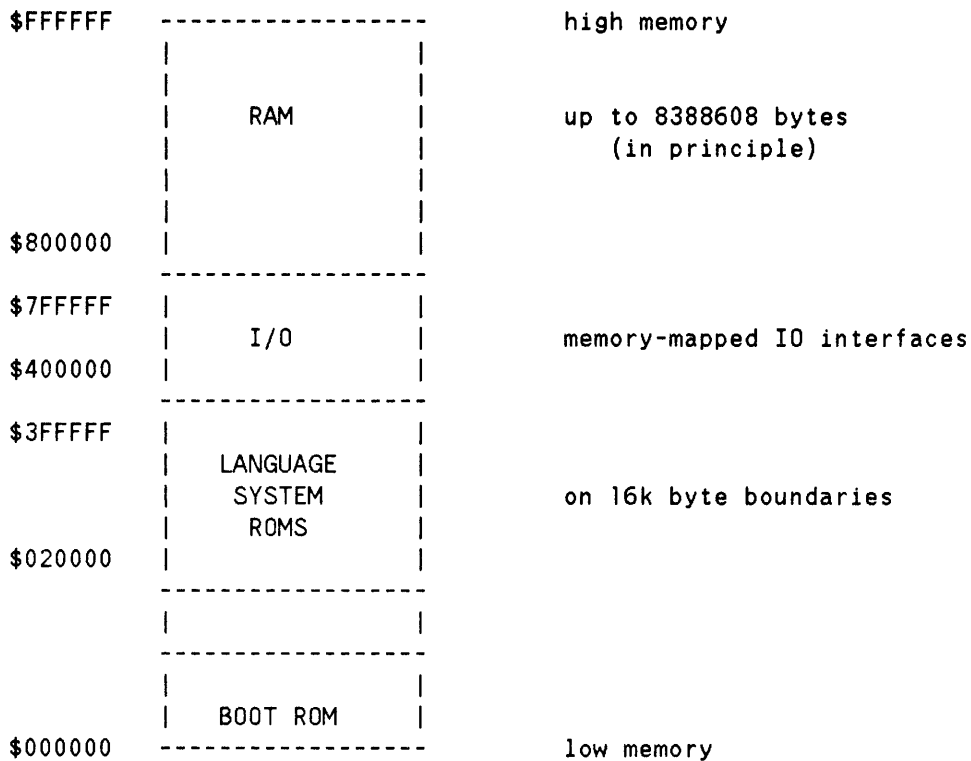 $FFFFFF ----------------- high memory
| |
| |
| RAM | up to 8388608 bytes
| | (in principle)
| |
| |
$800000 | |
-----------------
$7FFFFF | |
| I/O | memory-mapped IO interfaces
$400000 | |
-----------------
$3FFFFF | |
| LANGUAGE |
| SYSTEM | on 16k byte boundaries
| ROMS |
$020000 | |
-----------------
| |
-----------------
| |
| BOOT ROM |
$000000 ----------------- low memory